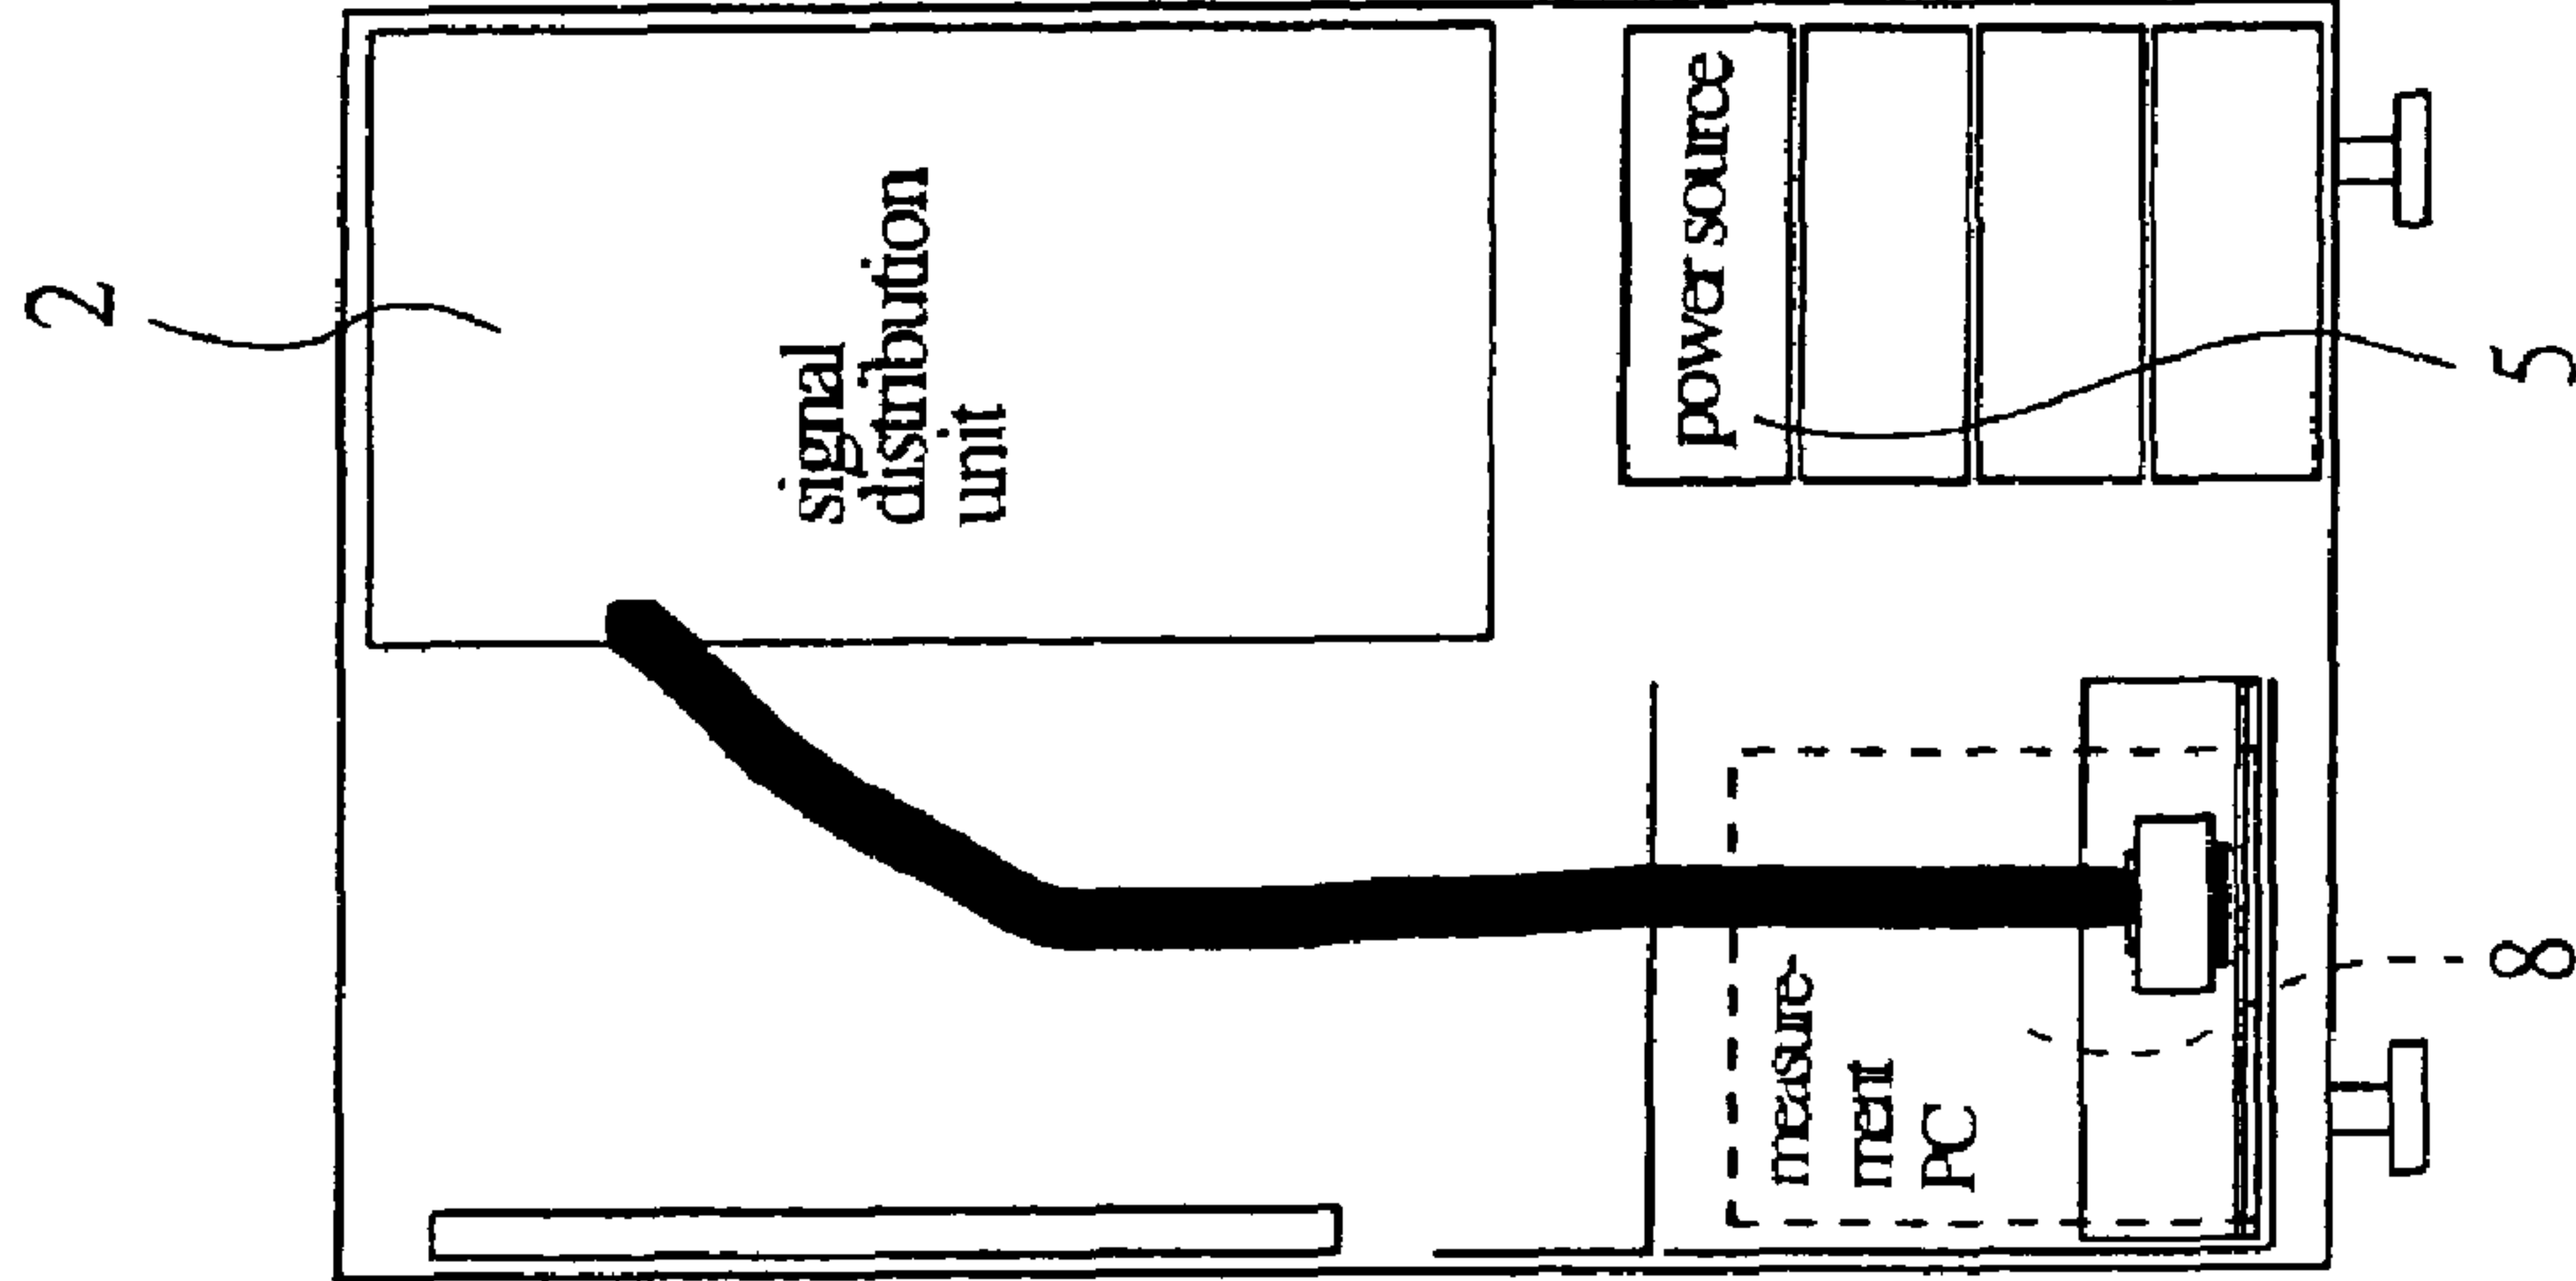 2
signal
distribution
unit
power source
5
measure-
ment
PC
8